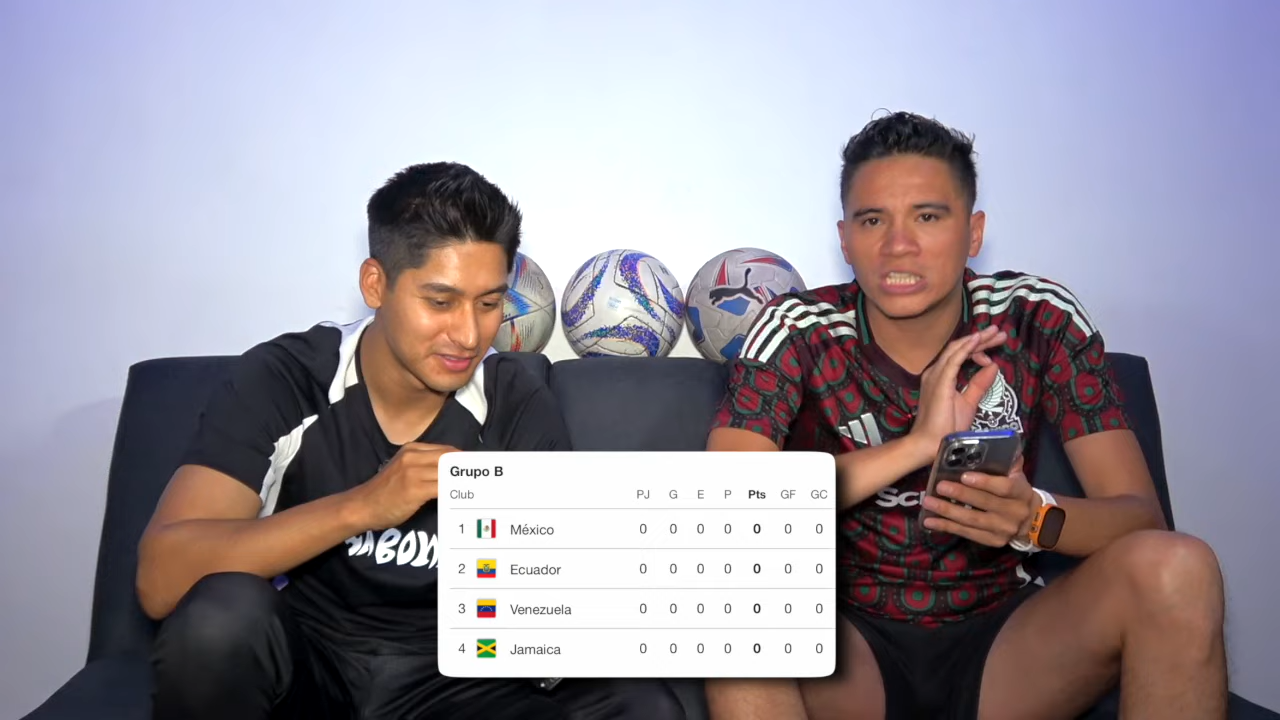 Grupo B
Club PJ G E P Pts GF GC
1 México 0 0 0 0 0 0 0
2 Ecuador 0 0 0 0 0 0 0
3 Venezuela 0 0 0 0 0 0 0
4 Jamaica 0 0 0 0 0 0 0